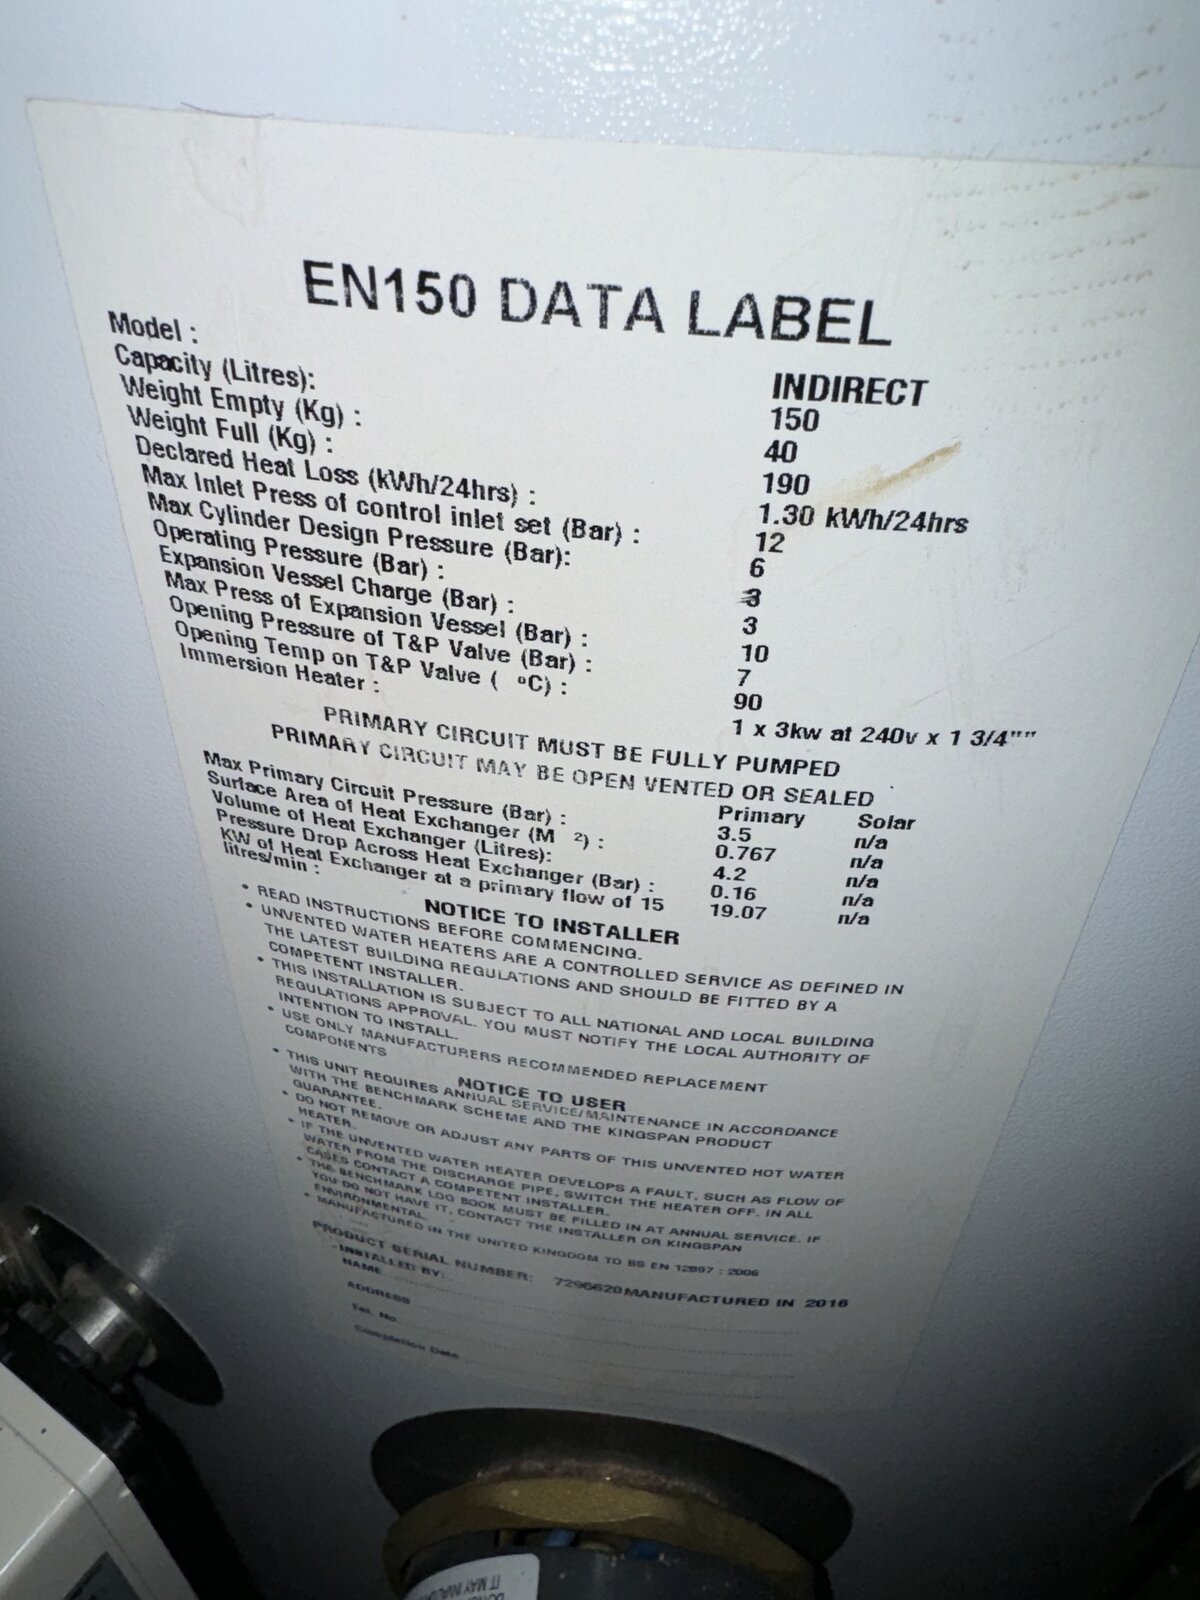 EN150 DATA LABEL
Model : INDIRECT
Capacity (Litres): 150
Weight Empty (Kg) : 40
Weight Full (Kg) : 190
Declared Heat Loss (kWh/24hrs) : 1.30 kWh/24hrs
Max Inlet Press of control inlet set (Bar) : 12
Max Cylinder Design Pressure (Bar): 6
Operating Pressure (Bar) : 3
Expansion Vessel Charge (Bar) : 3
Max Press of Expansion Vessel (Bar) : 10
Opening Pressure of T&P Valve (Bar) : 7
Opening Temp on T&P Valve ( °C) : 90
Immersion Heater : 1 x 3kw at 240v x 1 3/4""
PRIMARY CIRCUIT MUST BE FULLY PUMPED
PRIMARY CIRCUIT MAY BE OPEN VENTED OR SEALED
Primary Solar
Max Primary Circuit Pressure (Bar) : 3.5 n/a
Surface Area of Heat Exchanger (M ²) : 0.767 n/a
Volume of Heat Exchanger (Litres): 4.2 n/a
Pressure Drop Across Heat Exchanger (Bar) : 0.16 n/a
KW of Heat Exchanger at a primary flow of 15 19.07 n/a
litres/min :
NOTICE TO INSTALLER
• READ INSTRUCTIONS BEFORE COMMENCING.
• UNVENTED WATER HEATERS ARE A CONTROLLED SERVICE AS DEFINED IN
THE LATEST BUILDING REGULATIONS AND SHOULD BE FITTED BY A
COMPETENT INSTALLER.
• THIS INSTALLATION IS SUBJECT TO ALL NATIONAL AND LOCAL BUILDING
REGULATIONS APPROVAL. YOU MUST NOTIFY THE LOCAL AUTHORITY OF
INTENTION TO INSTALL.
• USE ONLY MANUFACTURERS RECOMMENDED REPLACEMENT
COMPONENTS
NOTICE TO USER
• THIS UNIT REQUIRES ANNUAL SERVICE/MAINTENANCE IN ACCORDANCE
WITH THE BENCHMARK SCHEME AND THE KINGSPAN PRODUCT
GUARANTEE.
• DO NOT REMOVE OR ADJUST ANY PARTS OF THIS UNVENTED HOT WATER
HEATER.
• IF THE UNVENTED WATER HEATER DEVELOPS A FAULT, SUCH AS FLOW OF
WATER FROM THE DISCHARGE PIPE, SWITCH THE HEATER OFF. IN ALL
CASES CONTACT A COMPETENT INSTALLER.
• THE BENCHMARK LOG BOOK MUST BE FILLED IN AT ANNUAL SERVICE. IF
YOU DO NOT HAVE IT, CONTACT THE INSTALLER OR KINGSPAN
ENVIRONMENTAL.
• MANUFACTURED IN THE UNITED KINGDOM TO BS EN 12897 : 2006
PRODUCT SERIAL NUMBER: 7296620 MANUFACTURED IN 2016
INSTALLED BY:
NAME
ADDRESS
Tel. No
Completion Date
IT MAY